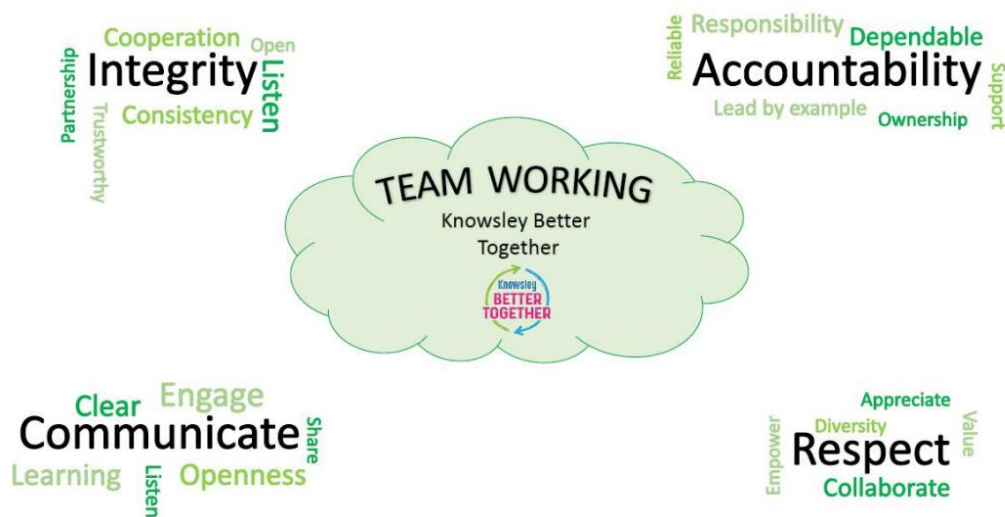 Cooperation
Open
Partnership
Integrity
Listen
Trustworthy
Consistency
Reliable
Responsibility
Dependable
Accountability
Support
Lead by example
Ownership
TEAM WORKING
Knowsley Better
Together
Knowsley
BETTER
TOGETHER
Clear
Engage
Communicate
Share
Learning
Listen
Openness
Appreciate
Empower
Diversity
Value
Respect
Collaborate